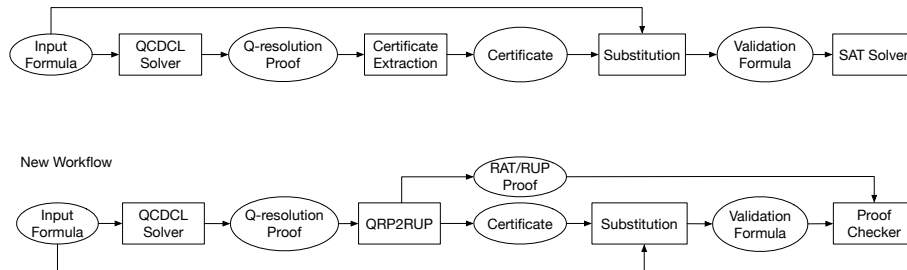 Input
Formula
QCDCL
Solver
Q-resolution
Proof
Certificate
Extraction
Certificate
Substitution
Validation
Formula
SAT Solver
New Workflow
RAT/RUP
Proof
Input
Formula
QCDCL
Solver
Q-resolution
Proof
QRP2RUP
Certificate
Substitution
Validation
Formula
Proof
Checker